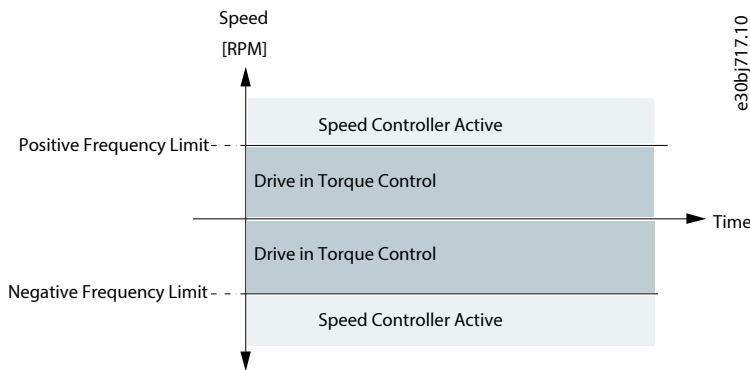 Speed
[RPM]
e30bj717.10
Speed Controller Active
Positive Frequency Limit
Drive in Torque Control
Time
Drive in Torque Control
Negative Frequency Limit
Speed Controller Active